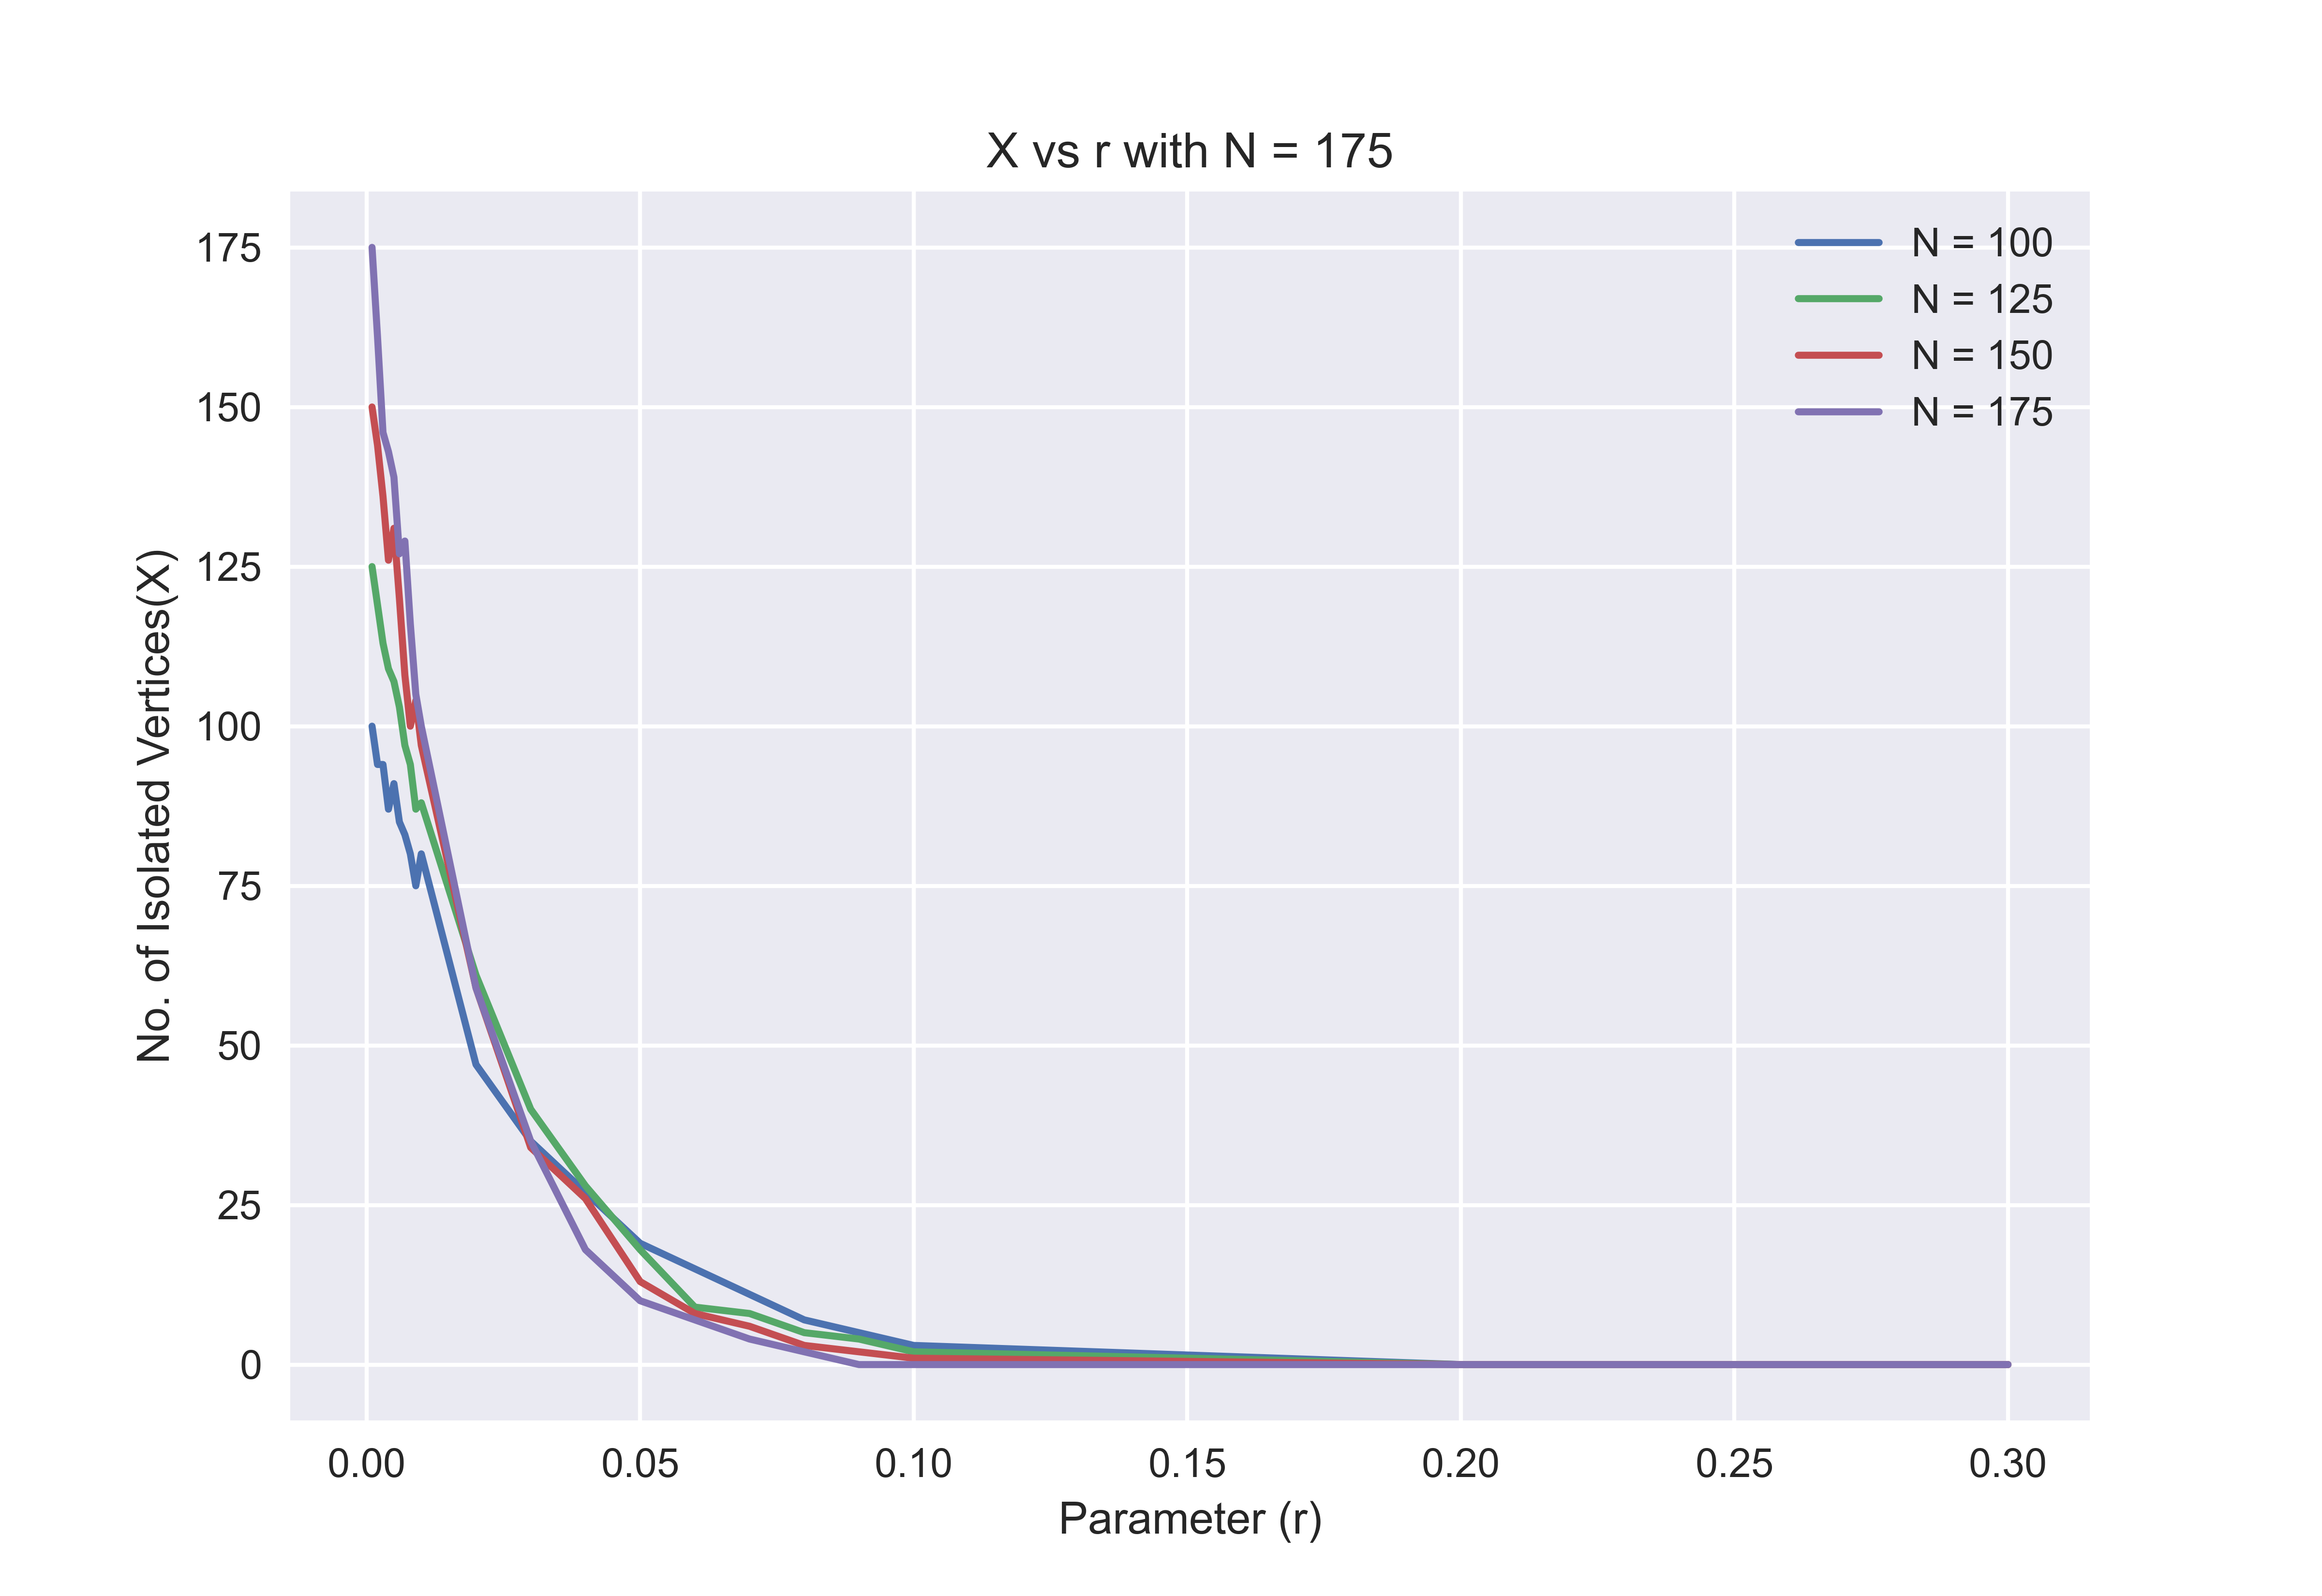 X vs r with N = 175
N = 100
N = 125
N = 150
N = 175
No. of Isolated Vertices(X)
175
150
125
100
75
50
25
0
0.00 0.05 0.10 0.15 0.20 0.25 0.30
Parameter (r)